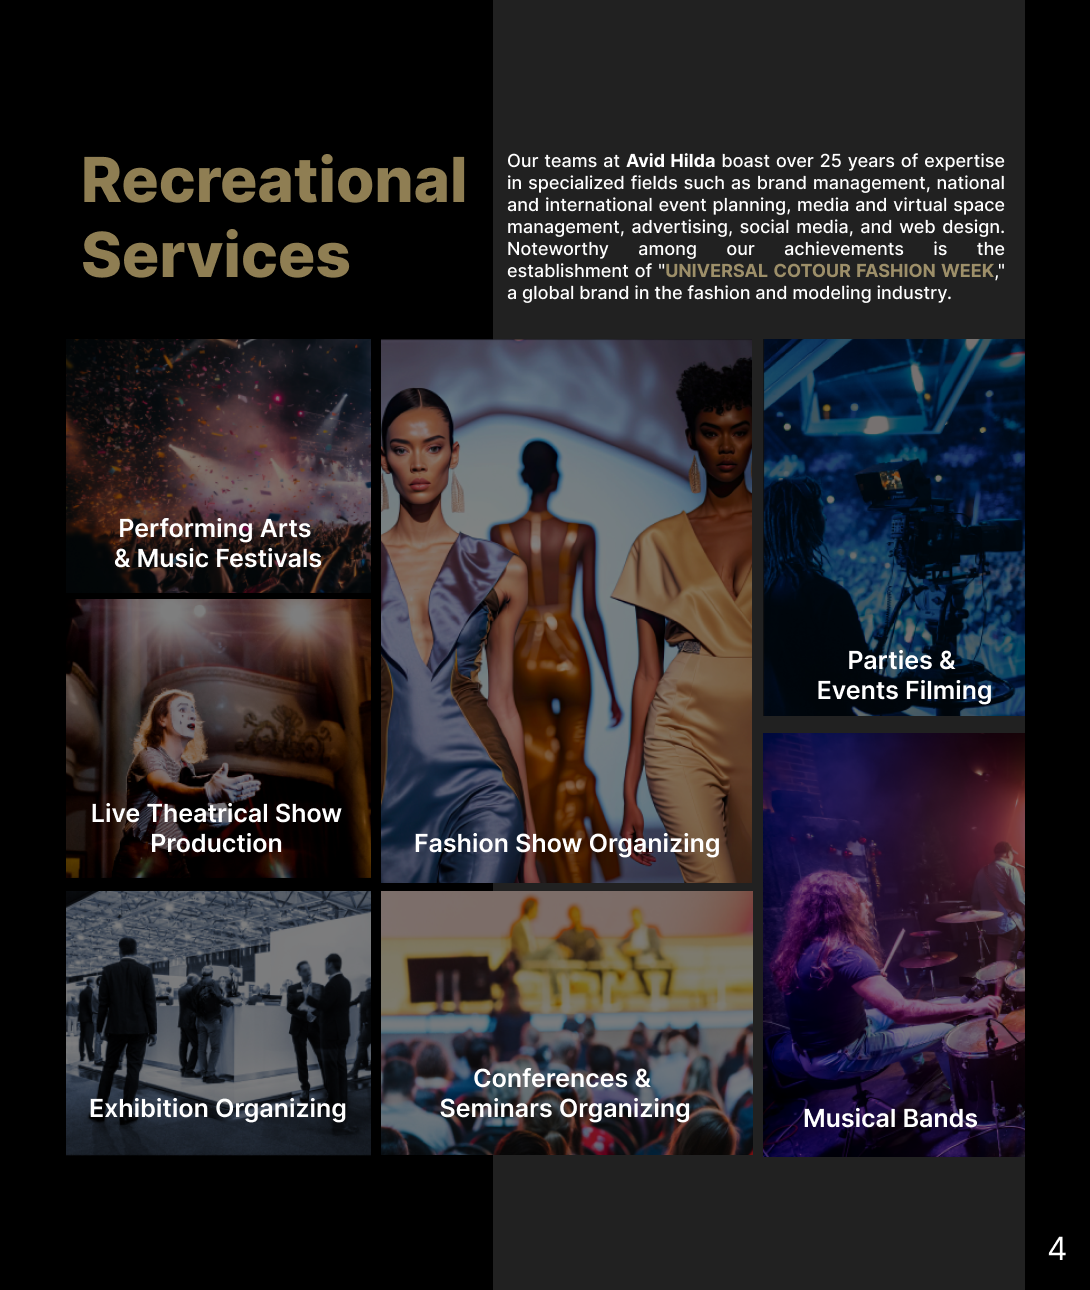 Recreational
Services
Our teams at Avid Hilda boast over 25 years of expertise
in specialized fields such as brand management, national
and international event planning, media and virtual space
management, advertising, social media, and web design.
Noteworthy among our achievements is the
establishment of "UNIVERSAL COTOUR FASHION WEEK,"
a global brand in the fashion and modeling industry.
Performing Arts
& Music Festivals
Live Theatrical Show
Production
Exhibition Organizing
Fashion Show Organizing
Conferences &
Seminars Organizing
Parties &
Events Filming
Musical Bands
4